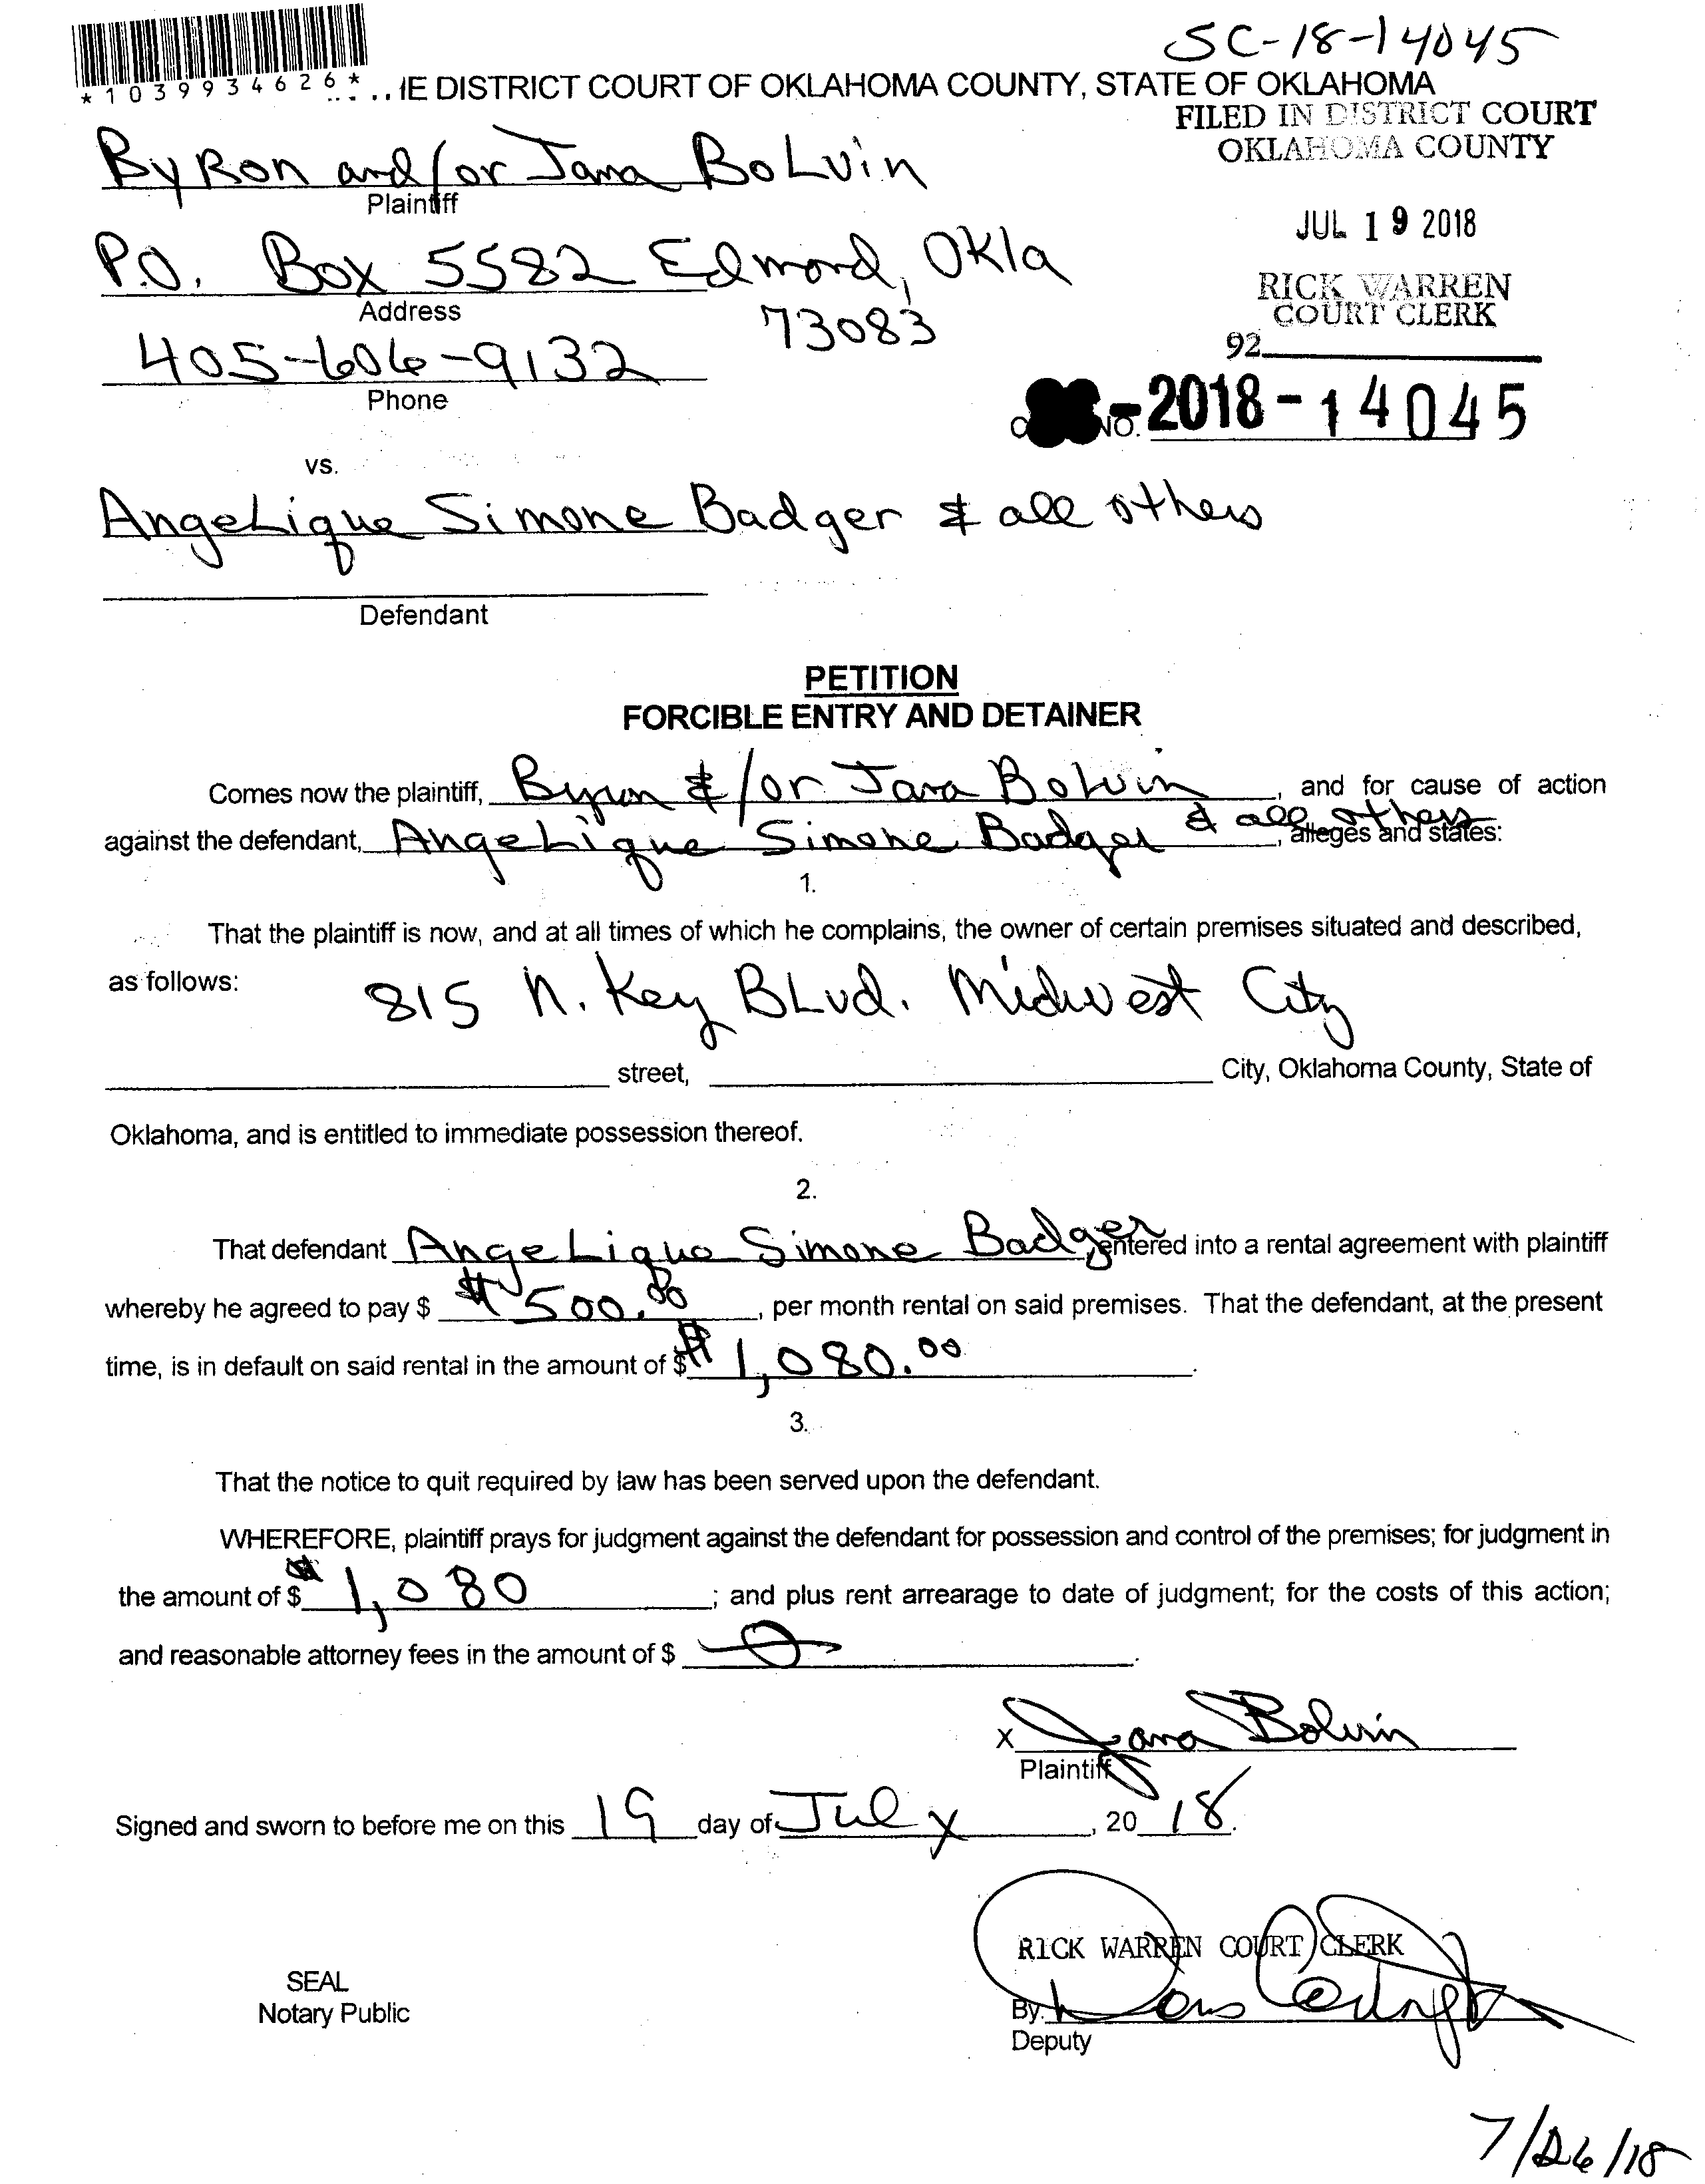 SC-18-14045
*1039934626*
IE DISTRICT COURT OF OKLAHOMA COUNTY, STATE OF OKLAHOMA
FILED IN DISTRICT COURT
OKLAHOMA COUNTY
Byron and/or Jana BoLvin
Plaintiff
JUL 19 2018
P.O. Box 5582 Edmond, Okla
Address
73083
RICK WARREN
COURT CLERK
92
405-606-9132
Phone
NO. -2018-14045
vs.
AngeLique Simone Badger & all others
Defendant
PETITION
FORCIBLE ENTRY AND DETAINER
Comes now the plaintiff, Byron &/or Jana Bolvin, and for cause of action
against the defendant, AngeLique Simone Badger & all others, alleges and states:
1.
That the plaintiff is now, and at all times of which he complains, the owner of certain premises situated and described,
as follows: 815 N. Key BLvd. Midwest City
street, City, Oklahoma County, State of
Oklahoma, and is entitled to immediate possession thereof.
2.
That defendant AngeLique Simone Badger, entered into a rental agreement with plaintiff
whereby he agreed to pay $ $500.00, per month rental on said premises. That the defendant, at the present
time, is in default on said rental in the amount of $ $1,080.00.
3.
That the notice to quit required by law has been served upon the defendant.
WHEREFORE, plaintiff prays for judgment against the defendant for possession and control of the premises; for judgment in
the amount of $ $1,080; and plus rent arrearage to date of judgment; for the costs of this action;
and reasonable attorney fees in the amount of $ 0.
X Jana Bolvin
Plaintiff
Signed and sworn to before me on this 19 day of July, 2018.
RICK WARREN COURT CLERK
SEAL
Notary Public
By.
Deputy
7/26/18